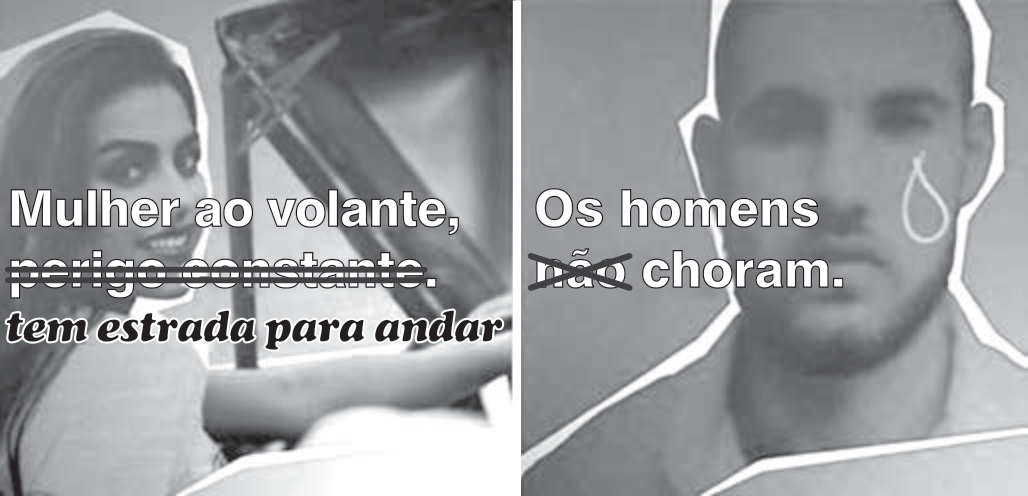 Mulher ao volante,
perigo constante.
tem estrada para andar
Os homens
não choram.